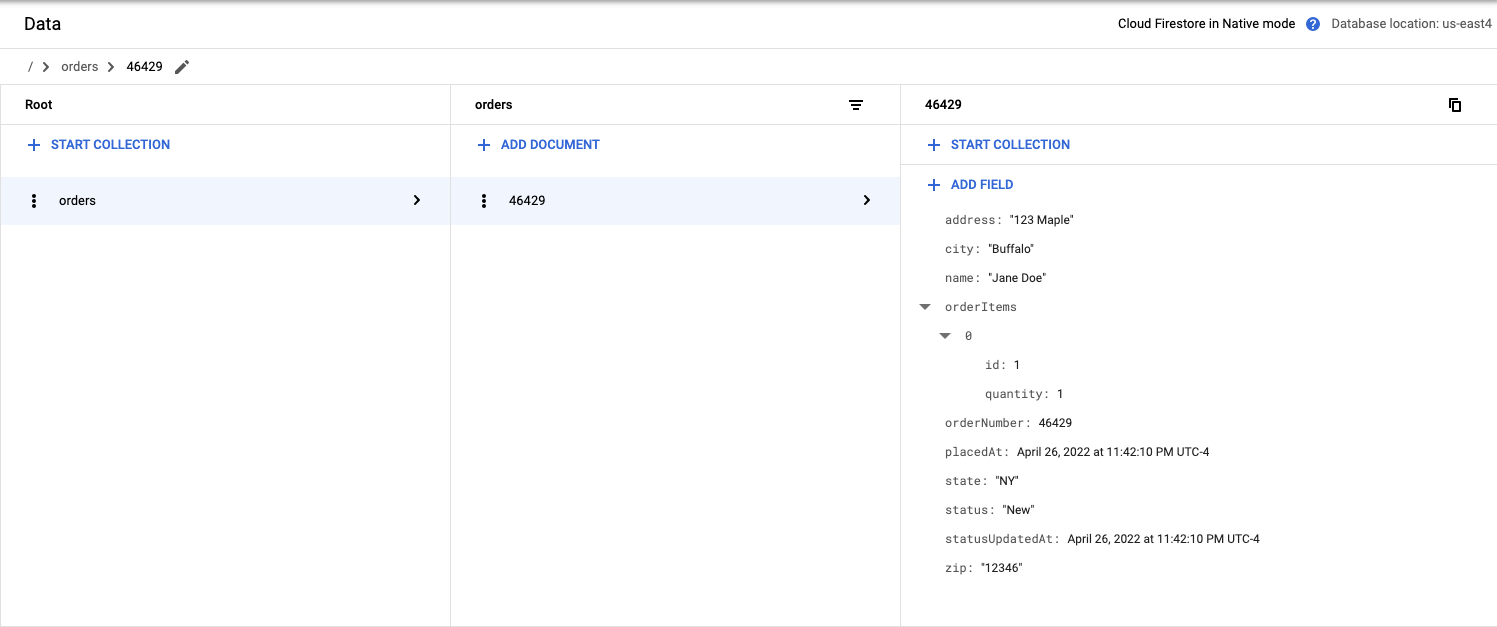 Data
Cloud Firestore in Native mode ? Database location: us-east4
/ > orders > 46429
Root
START COLLECTION
orders
orders
ADD DOCUMENT
46429
46429
START COLLECTION
ADD FIELD
address: "123 Maple"
city: "Buffalo"
name: "Jane Doe"
orderItems
0
id: 1
quantity: 1
orderNumber: 46429
placedAt: April 26, 2022 at 11:42:10 PM UTC-4
state: "NY"
status: "New"
statusUpdatedAt: April 26, 2022 at 11:42:10 PM UTC-4
zip: "12346"